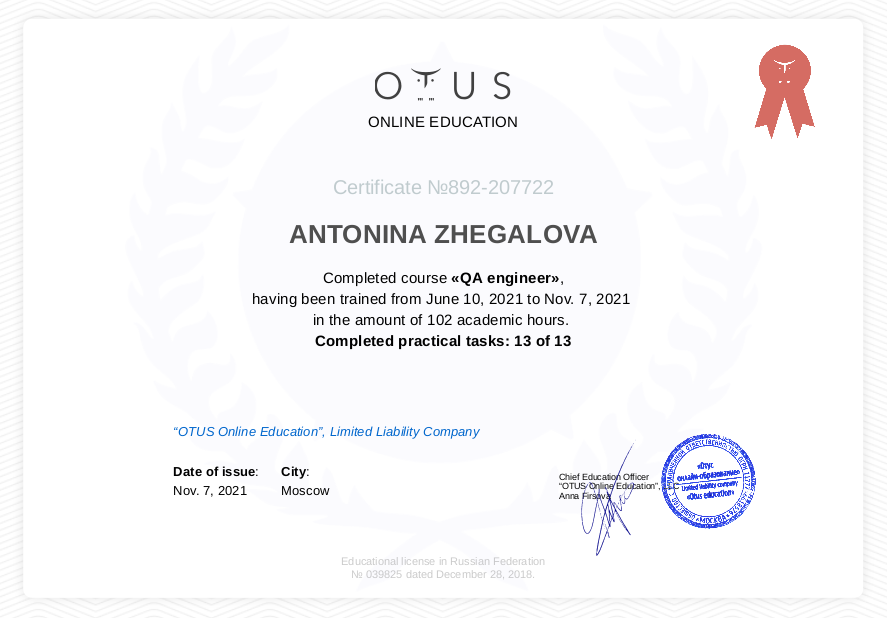 OTUS
ONLINE EDUCATION
Certificate №892-207722
ANTONINA ZHEGALOVA
Completed course «QA engineer»,
having been trained from June 10, 2021 to Nov. 7, 2021
in the amount of 102 academic hours.
Completed practical tasks: 13 of 13
“OTUS Online Education”, Limited Liability Company
Date of issue: City:
Nov. 7, 2021 Moscow
Chief Education Officer
“OTUS Online Education”, LLC
Anna Firsova
«Отус
онлайн-образование»
Limited liability company
«Otus education»
МОСКВА
Educational license in Russian Federation
№ 039825 dated December 28, 2018.